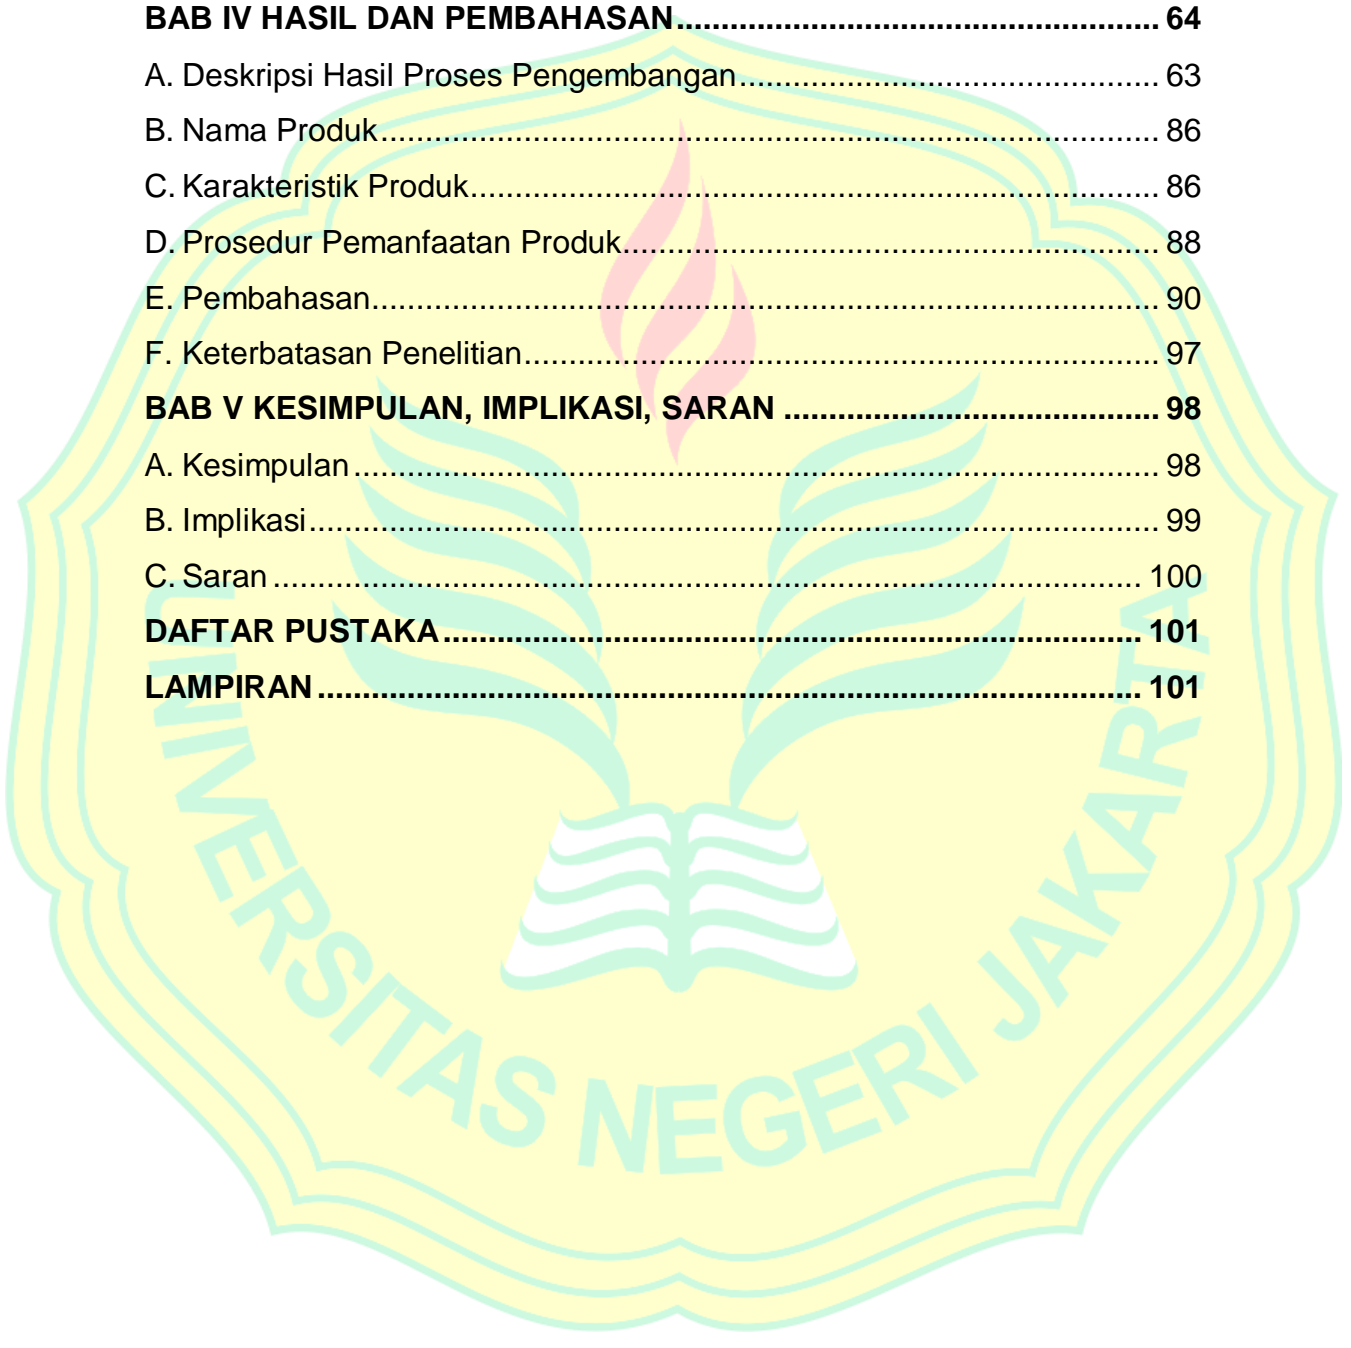 BAB IV HASIL DAN PEMBAHASAN........................................................ 64
A. Deskripsi Hasil Proses Pengembangan................................................ 63
B. Nama Produk........................................................................................ 86
C. Karakteristik Produk.............................................................................. 86
D. Prosedur Pemanfaatan Produk............................................................. 88
E. Pembahasan......................................................................................... 90
F. Keterbatasan Penelitian........................................................................ 97
BAB V KESIMPULAN, IMPLIKASI, SARAN ........................................... 98
A. Kesimpulan ........................................................................................... 98
B. Implikasi................................................................................................ 99
C. Saran .................................................................................................. 100
DAFTAR PUSTAKA............................................................................... 101
LAMPIRAN ............................................................................................. 101
UNIVERSITAS NEGERI JAKARTA